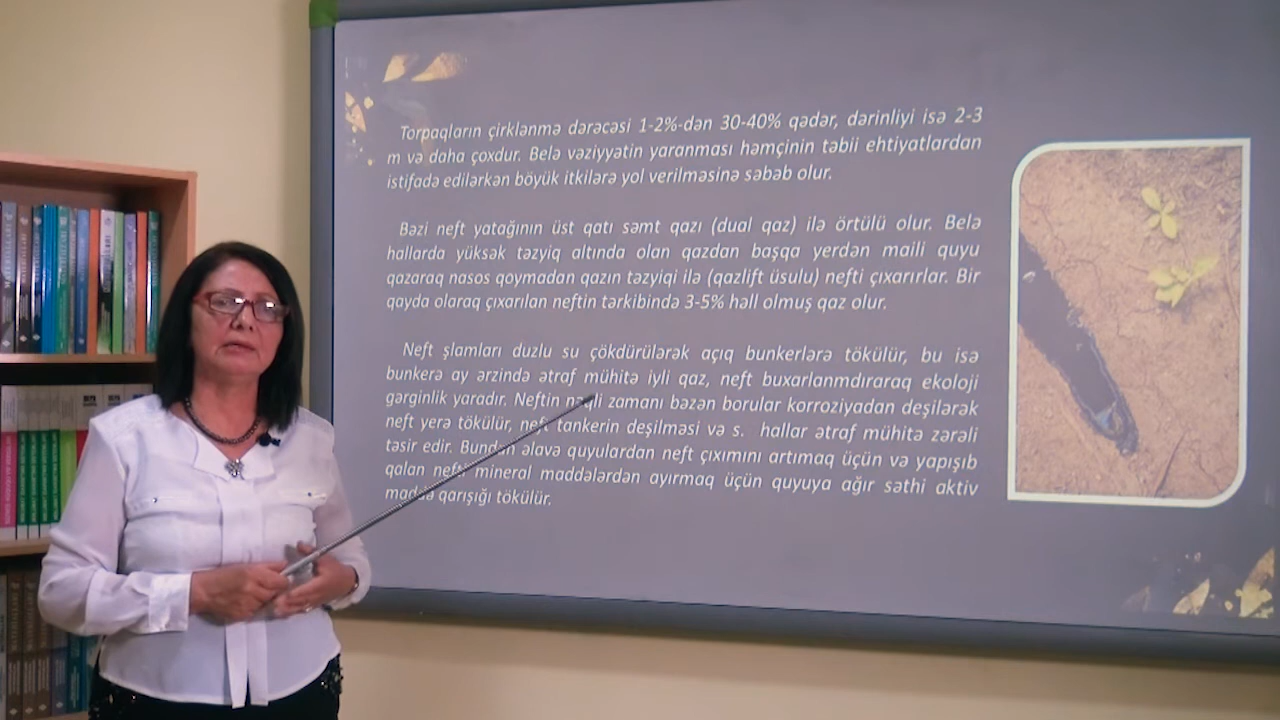 Torpaqların çirklənmə dərəcəsi 1-2%-dən 30-40% qədər, dərinliyi isə 2-3
m və daha çoxdur. Belə vəziyyətin yaranması həmçinin təbii ehtiyatlardan
istifadə edilərkən böyük itkilərə yol verilməsinə səbəb olur.
Bəzi neft yatağının üst qatı səmt qazı (dual qaz) ilə örtülü olur. Belə
hallarda yüksək təzyiq altında olan qazdan başqa yerdən maili quyu
qazaraq nasos qoymadan qazın təzyiqi ilə (qazlift üsulu) nefti çıxarırlar. Bir
qayda olaraq çıxarılan neftin tərkibində 3-5% həll olmuş qaz olur.
Neft şlamları duzlu su çökdürülərək açıq bunkerlərə tökülür, bu isə
bunkerə ay ərzində ətraf mühitə iyli qaz, neft buxarlanmdıraraq ekoloji
gərginlik yaradır. Neftin nəqli zamanı bəzən borular korroziyadan deşilərək
neft yerə tökülür, neft tankerin deşilməsi və s. hallar ətraf mühitə zərəli
təsir edir. Bundan əlavə quyulardan neft çıxımını artımaq üçün və yapışıb
qalan nefti mineral maddələrdən ayırmaq üçün quyuya ağır səthi aktiv
maddə qarışığı tökülür.